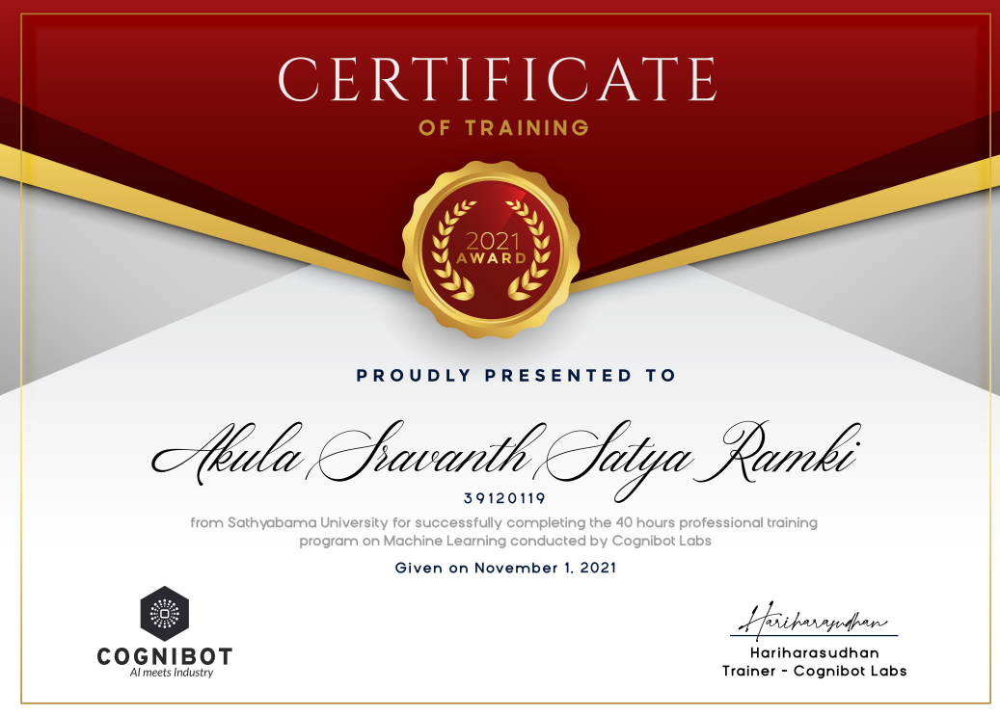 CERTIFICATE
OF TRAINING
2021
AWARD
PROUDLY PRESENTED TO
Akula Sravanth Satya Ramki
39120119
from Sathyabama University for successfully completing the 40 hours professional training
program on Machine Learning conducted by Cognibot Labs
Given on November 1, 2021
COGNIBOT
AI meets Industry
Hariharasudhan
Hariharasudhan
Trainer - Cognibot Labs